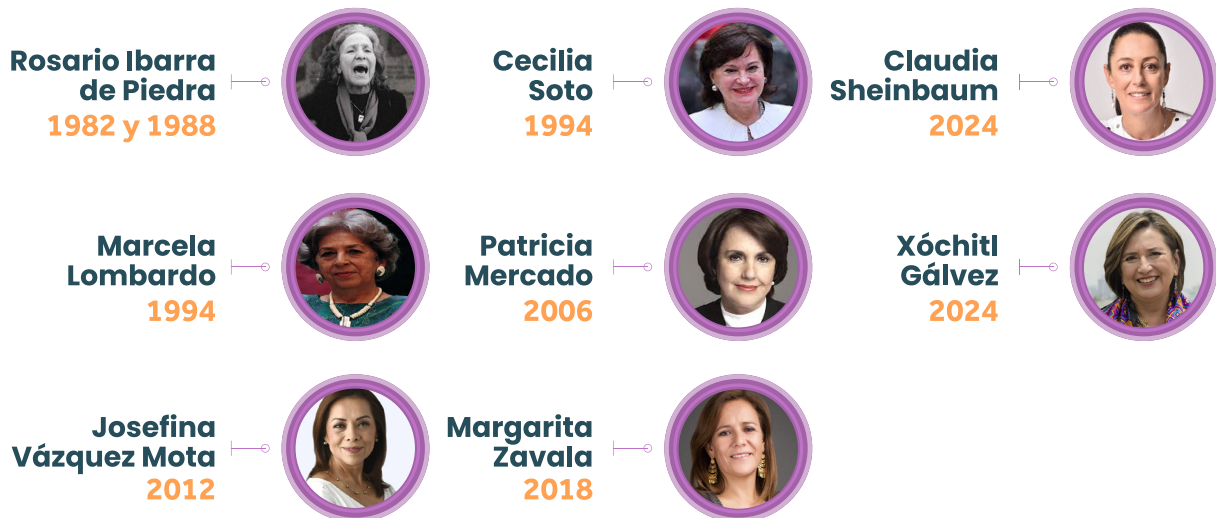 Rosario Ibarra
de Piedra
1982 y 1988
Cecilia
Soto
1994
Claudia
Sheinbaum
2024
Marcela
Lombardo
1994
Patricia
Mercado
2006
Xóchitl
Gálvez
2024
Josefina
Vázquez Mota
2012
Margarita
Zavala
2018